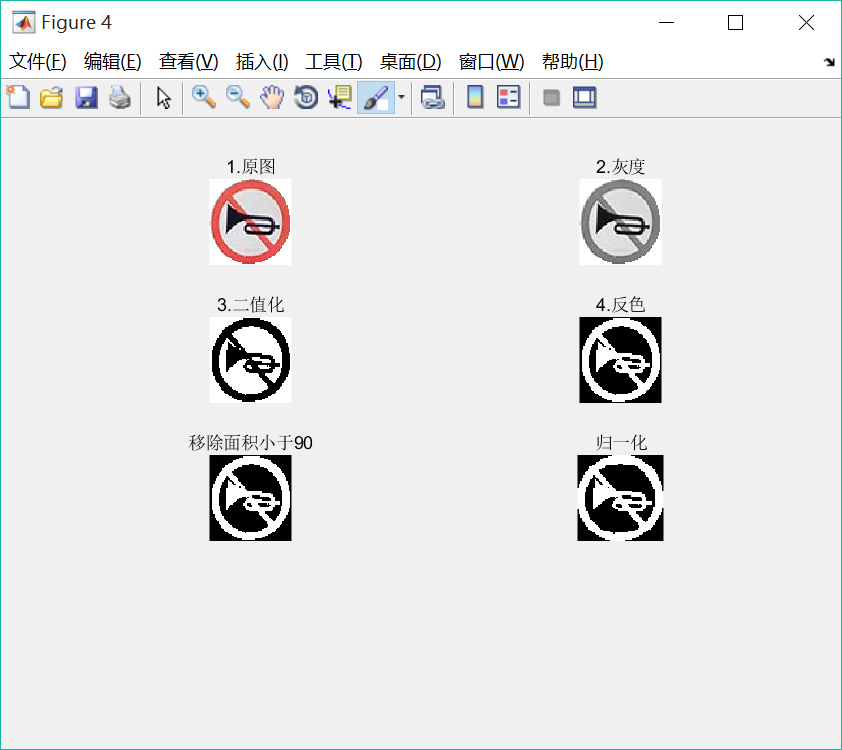 Figure 4
文件(F) 编辑(E) 查看(V) 插入(I) 工具(T) 桌面(D) 窗口(W) 帮助(H)
1.原图
2.灰度
3.二值化
4.反色
移除面积小于90
归一化